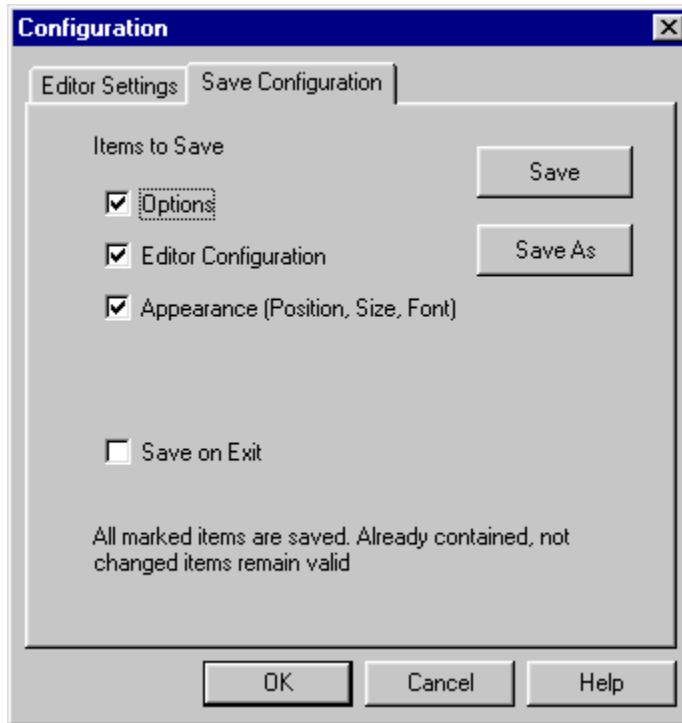 Configuration
Editor Settings
Save Configuration
Items to Save
Save
Options
Save As
Editor Configuration
Appearance (Position, Size, Font)
Save on Exit
All marked items are saved. Already contained, not
changed items remain valid
OK
Cancel
Help